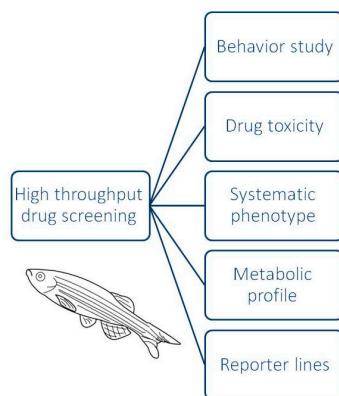 Behavior study
Drug toxicity
High throughput
drug screening
Systematic
phenotype
Metabolic
profile
Reporter lines